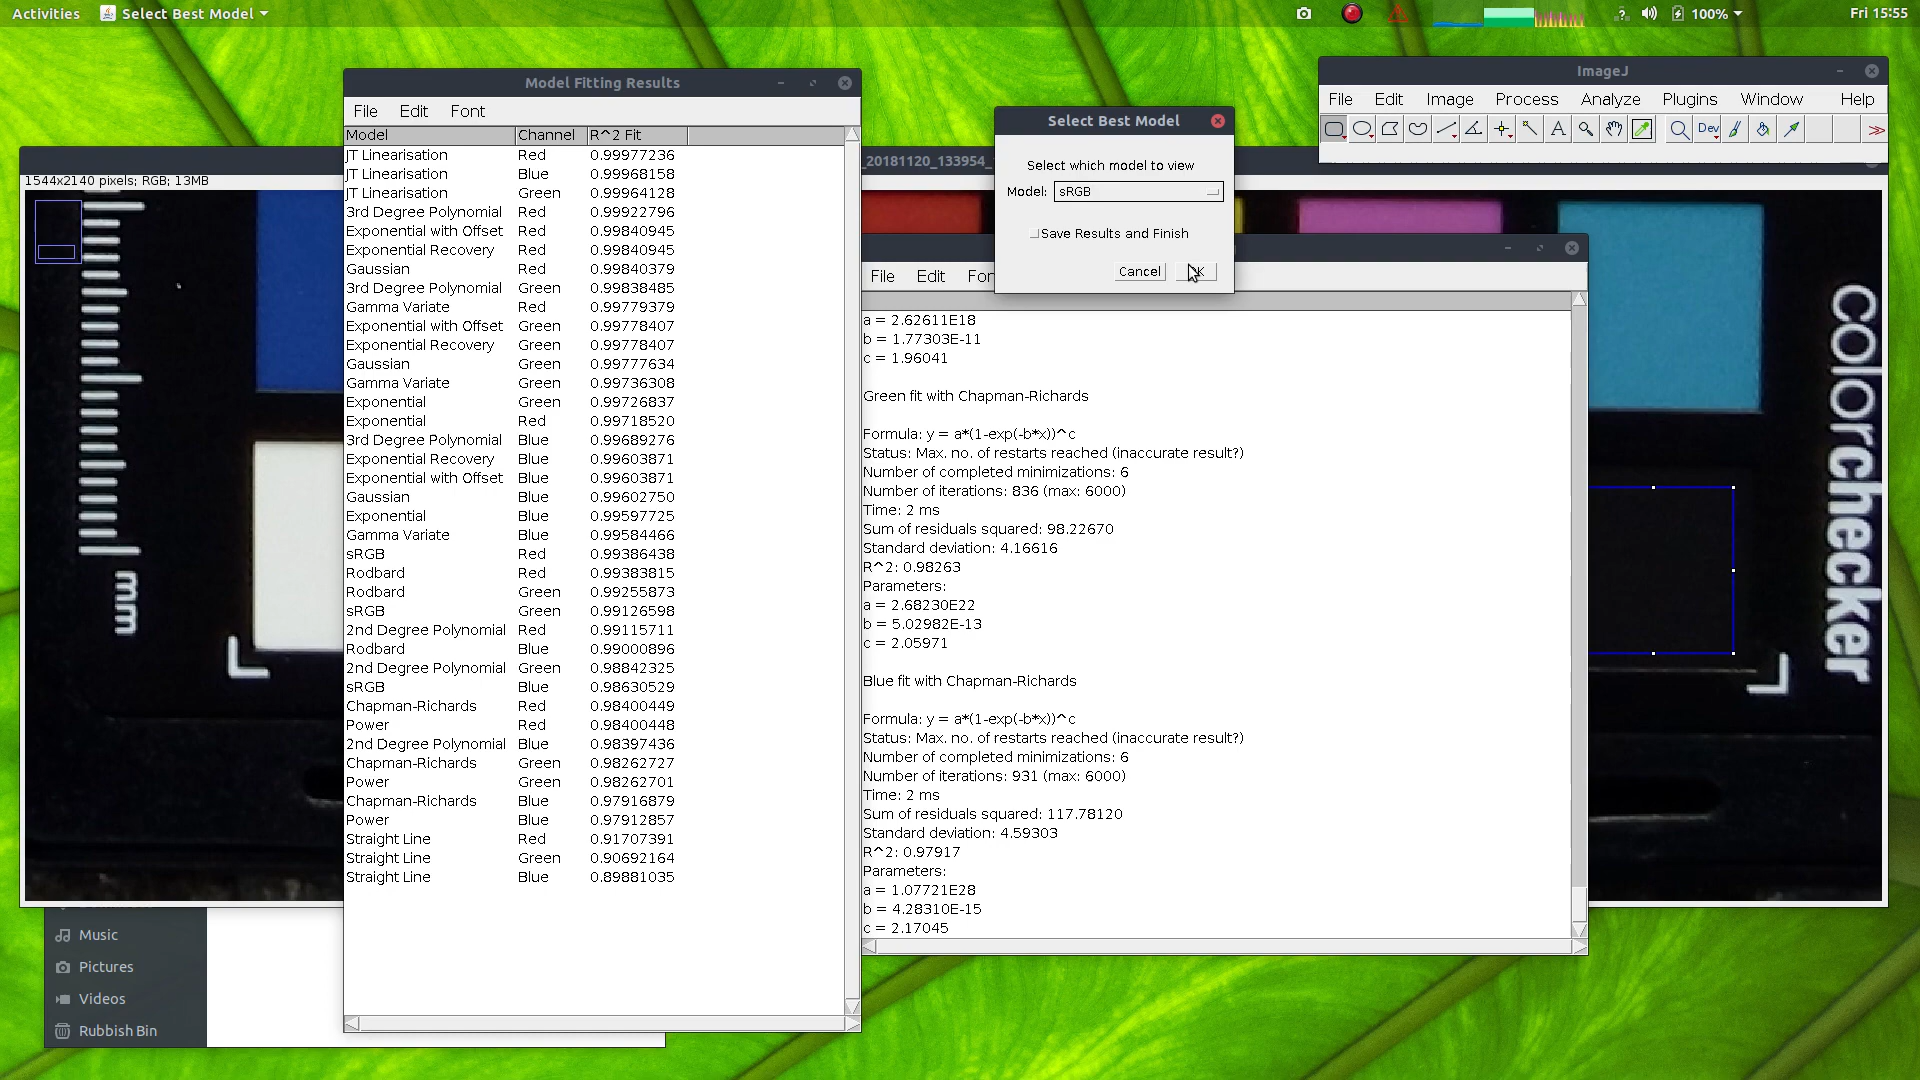 Activities Select Best Model 100% Fri 15:55
Model Fitting Results
File Edit Font
Model Channel R^2 Fit
JT Linearisation Red 0.99977236
JT Linearisation Blue 0.99968158
JT Linearisation Green 0.99964128
3rd Degree Polynomial Red 0.99922796
Exponential with Offset Red 0.99840945
Exponential Recovery Red 0.99840945
Gaussian Red 0.99840379
3rd Degree Polynomial Green 0.99838485
Gamma Variate Red 0.99779379
Exponential with Offset Green 0.99778407
Exponential Recovery Green 0.99778407
Gaussian Green 0.99777634
Gamma Variate Green 0.99736308
Exponential Green 0.99726837
Exponential Red 0.99718520
3rd Degree Polynomial Blue 0.99689276
Exponential Recovery Blue 0.99603871
Exponential with Offset Blue 0.99603871
Gaussian Blue 0.99602750
Exponential Blue 0.99597725
Gamma Variate Blue 0.99584466
sRGB Red 0.99386438
Rodbard Red 0.99383815
Rodbard Green 0.99255873
sRGB Green 0.99126598
2nd Degree Polynomial Red 0.99115711
Rodbard Blue 0.99000896
2nd Degree Polynomial Green 0.98842325
sRGB Blue 0.98630529
Chapman-Richards Red 0.98400449
Power Red 0.98400448
2nd Degree Polynomial Blue 0.98397436
Chapman-Richards Green 0.98262727
Power Green 0.98262701
Chapman-Richards Blue 0.97916879
Power Blue 0.97912857
Straight Line Red 0.91707391
Straight Line Green 0.90692164
Straight Line Blue 0.89881035
Select Best Model
Select which model to view
Model: sRGB
Save Results and Finish
Cancel
ImageJ
File Edit Image Process Analyze Plugins Window Help
Dev
_20181120_133954_
1544x2140 pixels; RGB; 13MB
mm
colorchecker
File Edit
a = 2.62611E18
b = 1.77303E-11
c = 1.96041
Green fit with Chapman-Richards
Formula: y = a*(1-exp(-b*x))^c
Status: Max. no. of restarts reached (inaccurate result?)
Number of completed minimizations: 6
Number of iterations: 836 (max: 6000)
Time: 2 ms
Sum of residuals squared: 98.22670
Standard deviation: 4.16616
R^2: 0.98263
Parameters:
a = 2.68230E22
b = 5.02982E-13
c = 2.05971
Blue fit with Chapman-Richards
Formula: y = a*(1-exp(-b*x))^c
Status: Max. no. of restarts reached (inaccurate result?)
Number of completed minimizations: 6
Number of iterations: 931 (max: 6000)
Time: 2 ms
Sum of residuals squared: 117.78120
Standard deviation: 4.59303
R^2: 0.97917
Parameters:
a = 1.07721E28
b = 4.28310E-15
c = 2.17045
Music
Pictures
Videos
Rubbish Bin